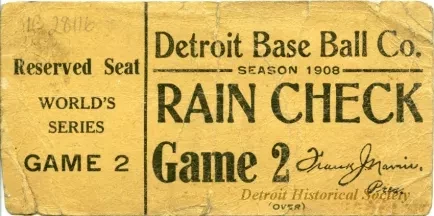 Reserved Seat
WORLD'S
SERIES
GAME 2
Detroit Base Ball Co.
SEASON 1908
RAIN CHECK
Game 2
Frank J. Navin
Pres.
Detroit Historical Society
(OVER)